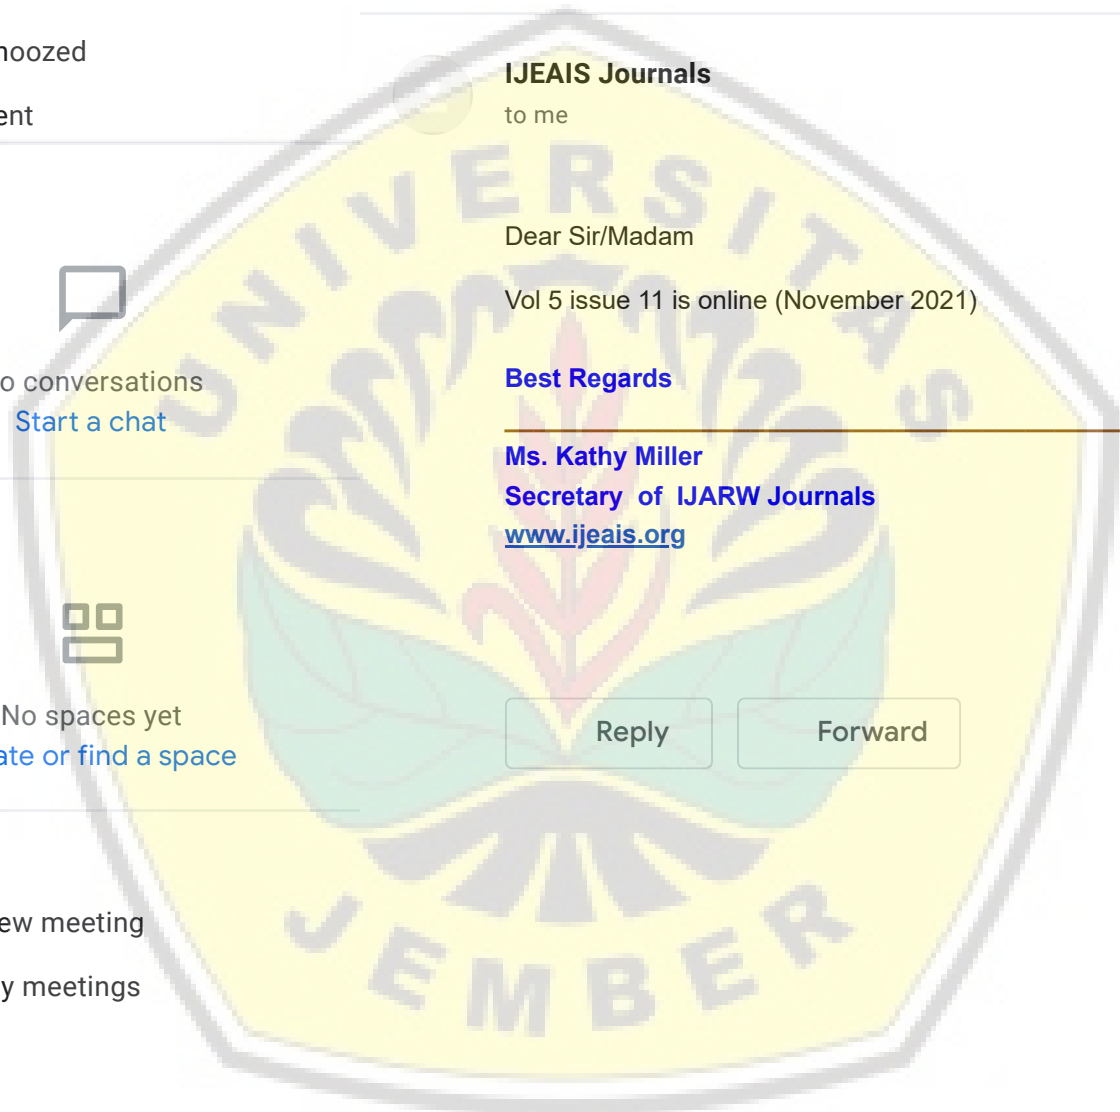 noozed
ent
o conversations
Start a chat
No spaces yet
ate or find a space
ew meeting
y meetings
IJEAIS Journals
to me
Dear Sir/Madam
Vol 5 issue 11 is online (November 2021)
Best Regards
Ms. Kathy Miller
Secretary of IJARW Journals
www.ijeais.org
Reply
Forward
UNIVERSITAS
JEMBER